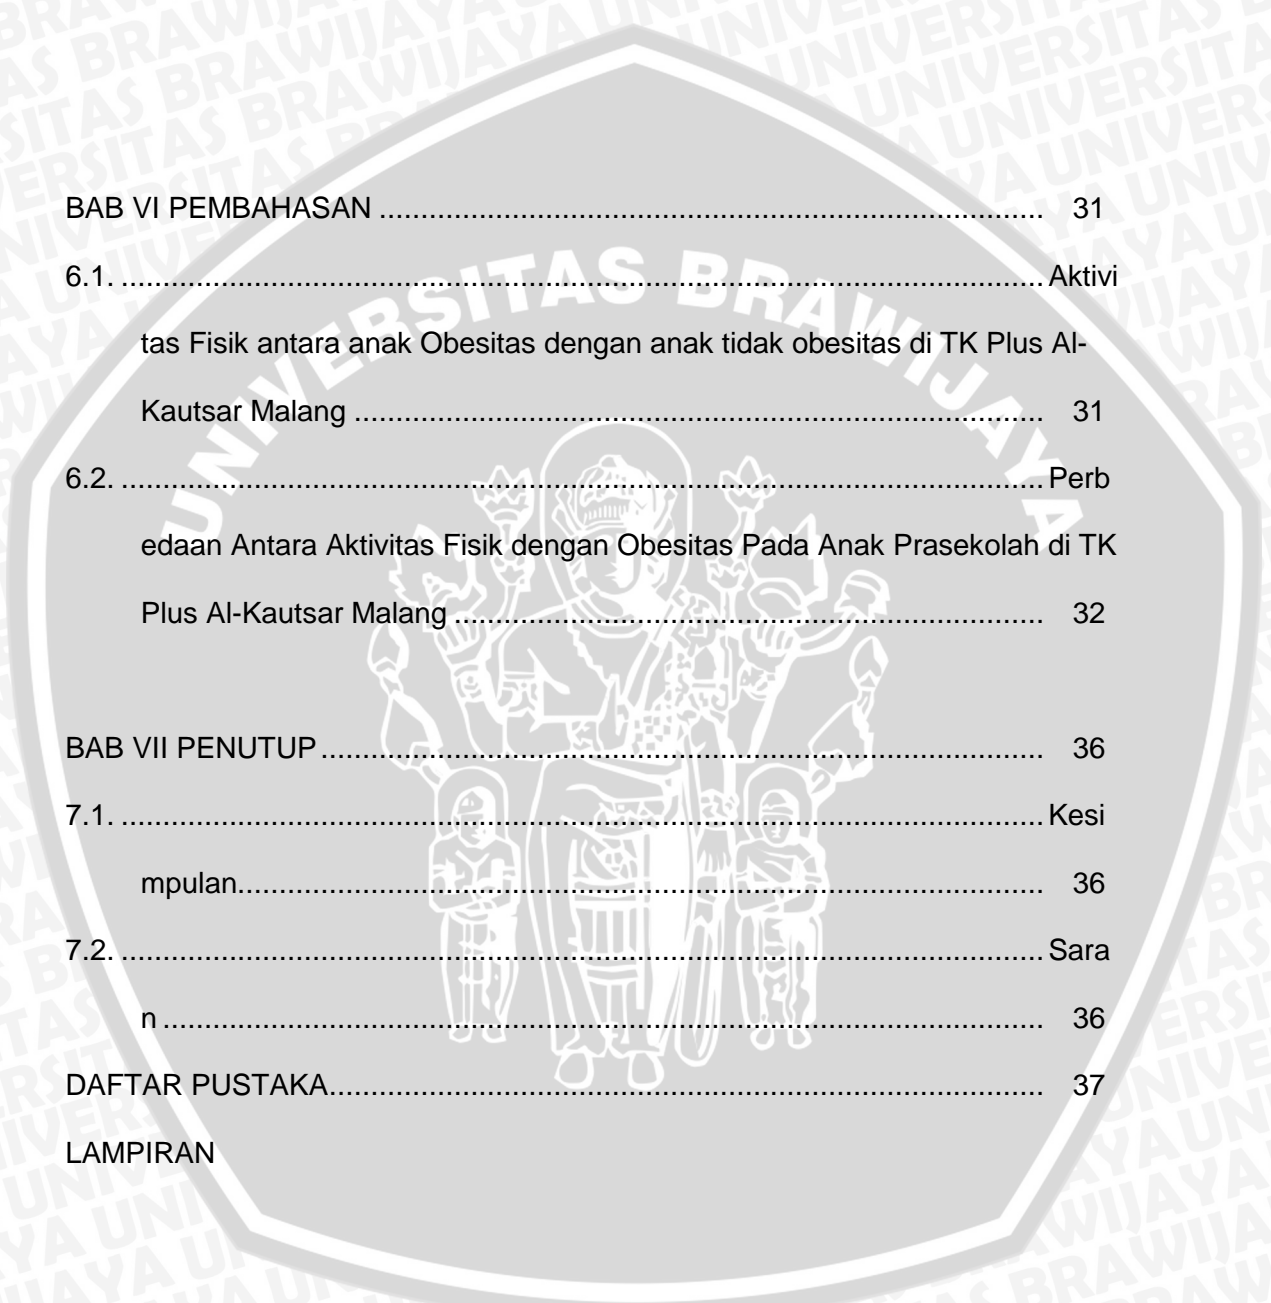 UNIVERSITAS BRAWIJAYA
BAB VI PEMBAHASAN ................................................................................ 31
6.1. ............................................................................................................... Aktivi
tas Fisik antara anak Obesitas dengan anak tidak obesitas di TK Plus Al-
Kautsar Malang ................................................................................... 31
6.2. ............................................................................................................... Perb
edaan Antara Aktivitas Fisik dengan Obesitas Pada Anak Prasekolah di TK
Plus Al-Kautsar Malang ....................................................................... 32
BAB VII PENUTUP ....................................................................................... 36
7.1. ............................................................................................................... Kesi
mpulan................................................................................................. 36
7.2. ............................................................................................................... Sara
n .......................................................................................................... 36
DAFTAR PUSTAKA...................................................................................... 37
LAMPIRAN